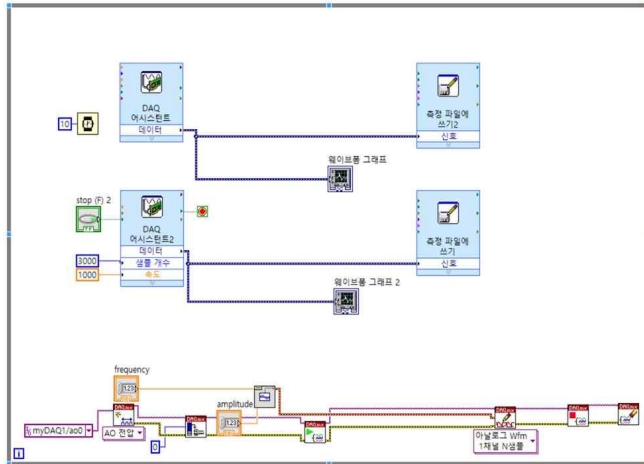 DAQ
어시스턴트
데이터
측정 파일에
쓰기2
신호
10
웨이브폼 그래프
stop (F) 2
DAQ
어시스턴트2
데이터
샘플 개수
속도
3000
1000
측정 파일에
쓰기
신호
웨이브폼 그래프 2
frequency
1.23
amplitude
1.23
myDAQ1/ao0
AO 전압
0
아날로그 Wfm
1채널 N샘플
i